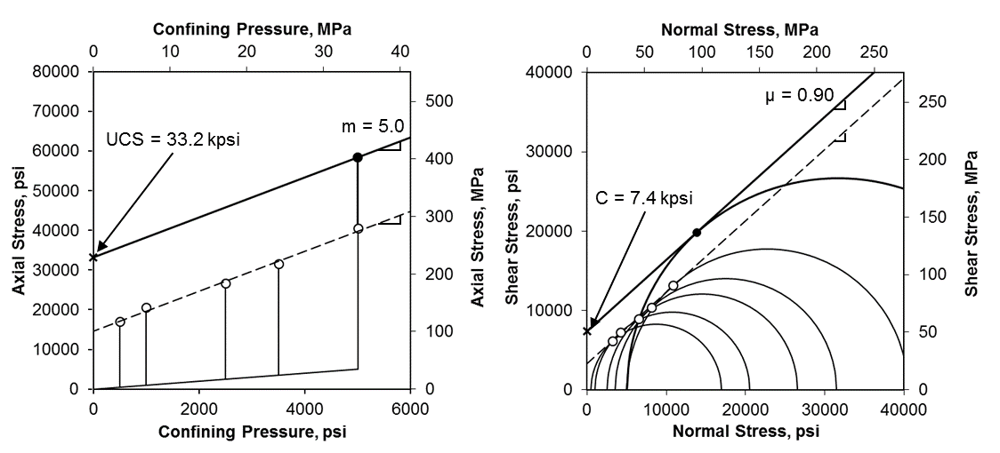 Confining Pressure, MPa
0 10 20 30 40
80000
70000
60000
50000
40000
30000
20000
10000
0
Axial Stress, psi
UCS = 33.2 kpsi
m = 5.0
500
400
300
200
100
0
Axial Stress, MPa
0 2000 4000 6000
Confining Pressure, psi
Normal Stress, MPa
0 50 100 150 200 250
40000
30000
20000
10000
0
Shear Stress, psi
μ = 0.90
C = 7.4 kpsi
250
200
150
100
50
0
Shear Stress, MPa
0 10000 20000 30000 40000
Normal Stress, psi